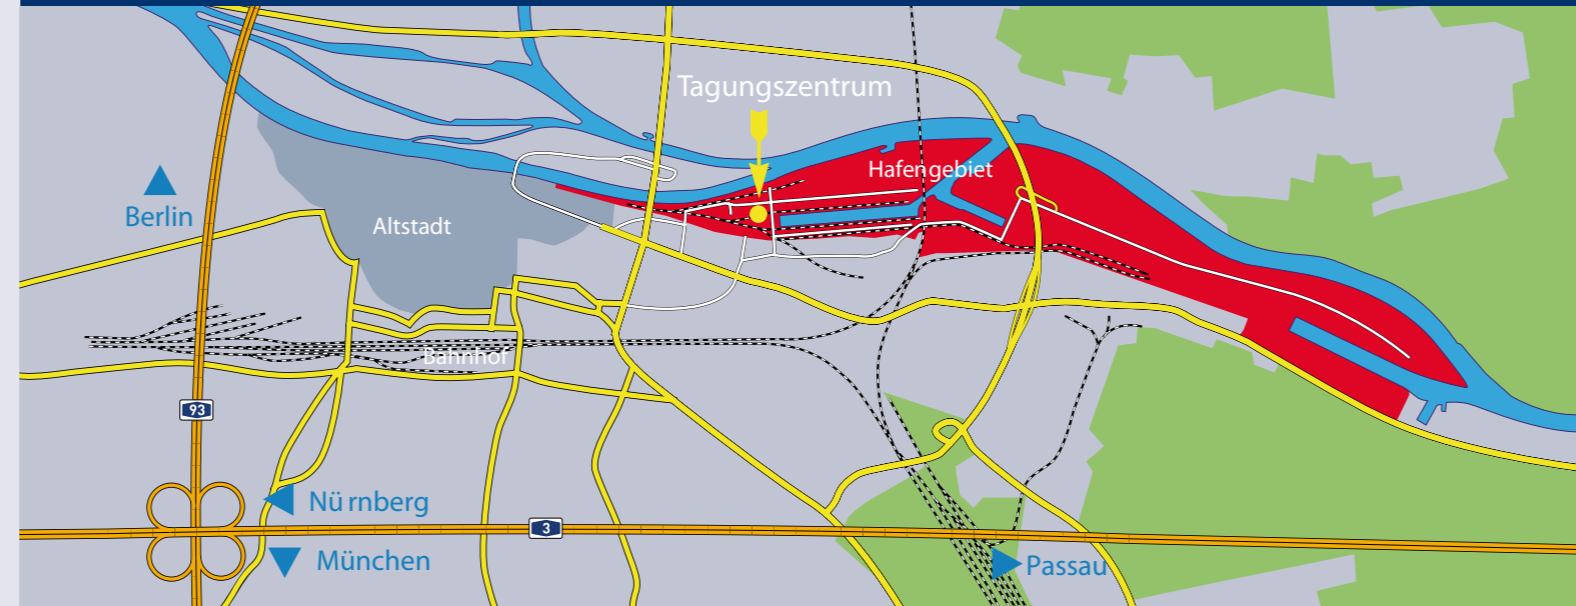 Tagungszentrum
Hafengebiet
Berlin
Altstadt
Bahnhof
93
Nürnberg
3
München
Passau